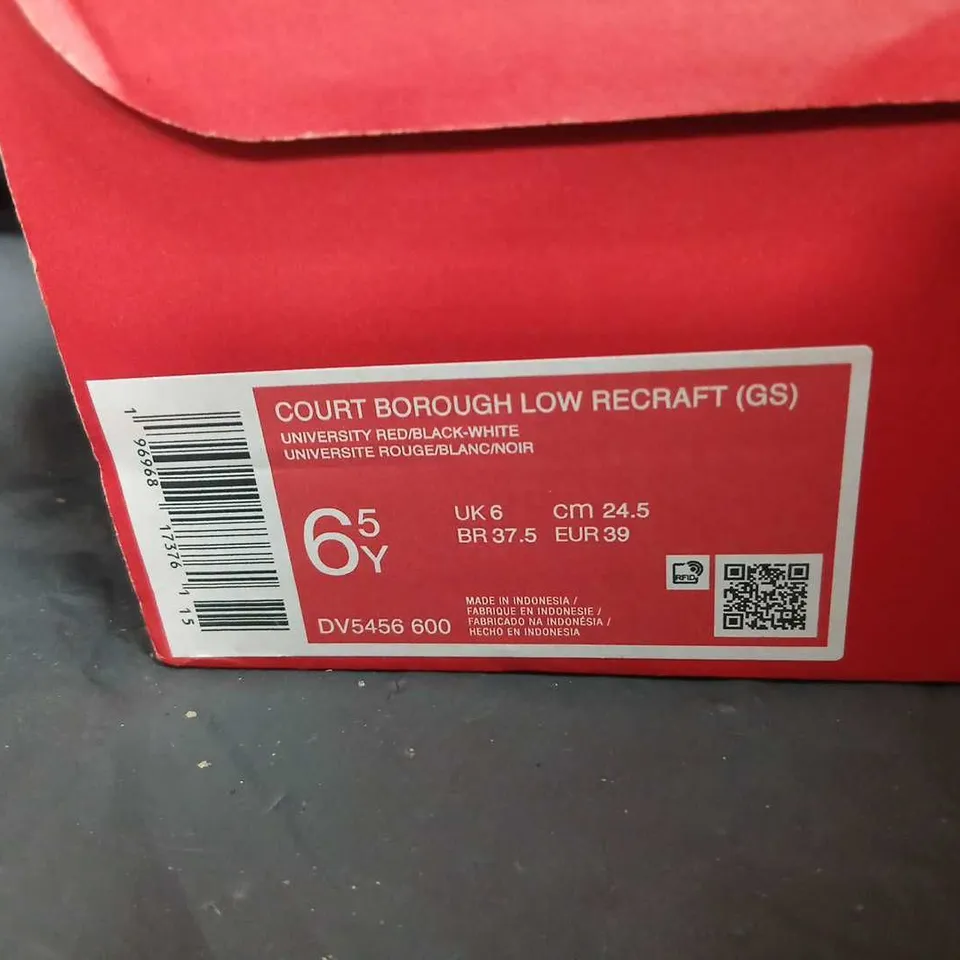 COURT BOROUGH LOW RECRAFT (GS)
UNIVERSITY RED/BLACK-WHITE
UNIVERSITE ROUGE/BLANC/NOIR
6 5 Y
UK 6 cm 24.5
BR 37.5 EUR 39
RFID
MADE IN INDONESIA /
FABRIQUE EN INDONESIE /
FABRICADO NA INDONÉSIA /
HECHO EN INDONESIA
DV5456 600
1 96968 17376 1 15